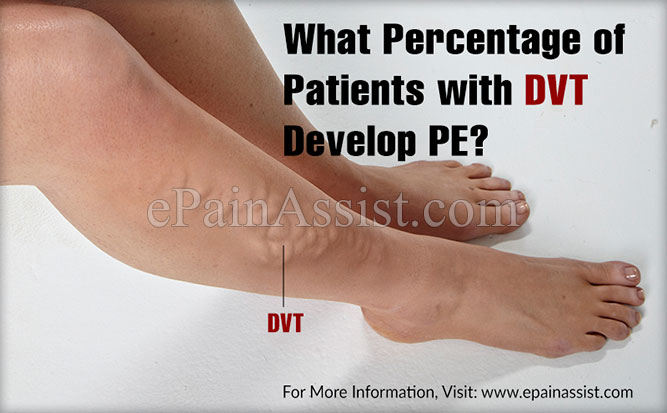 What Percentage of
Patients with DVT
Develop PE?
ePainAssist.com
DVT
For More Information, Visit: www.epainassist.com